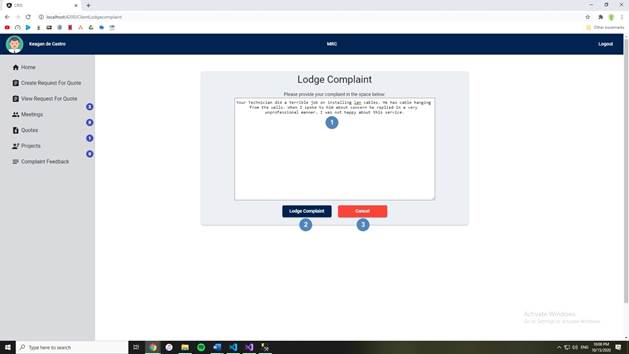 CRIS
localhost:4200/ClientLodgecomplaint
Other bookmarks
Keagan de Castro
MRC
Logout
Home
Create Request For Quote
View Request For Quote
Meetings
Quotes
Projects
Complaint Feedback
Lodge Complaint
Please provide your complaint in the space below:
Your Technician did a terrible job on installing lan cables. He has cable hanging
from the walls. When I spoke to him about concern he replied in a very
unprofessional manner. I was not happy about this service.
1
Lodge Complaint
Cancel
2
3
Activate Windows
Go to Settings to activate Windows.
Type here to search
ENG
10:08 PM
10/15/2020